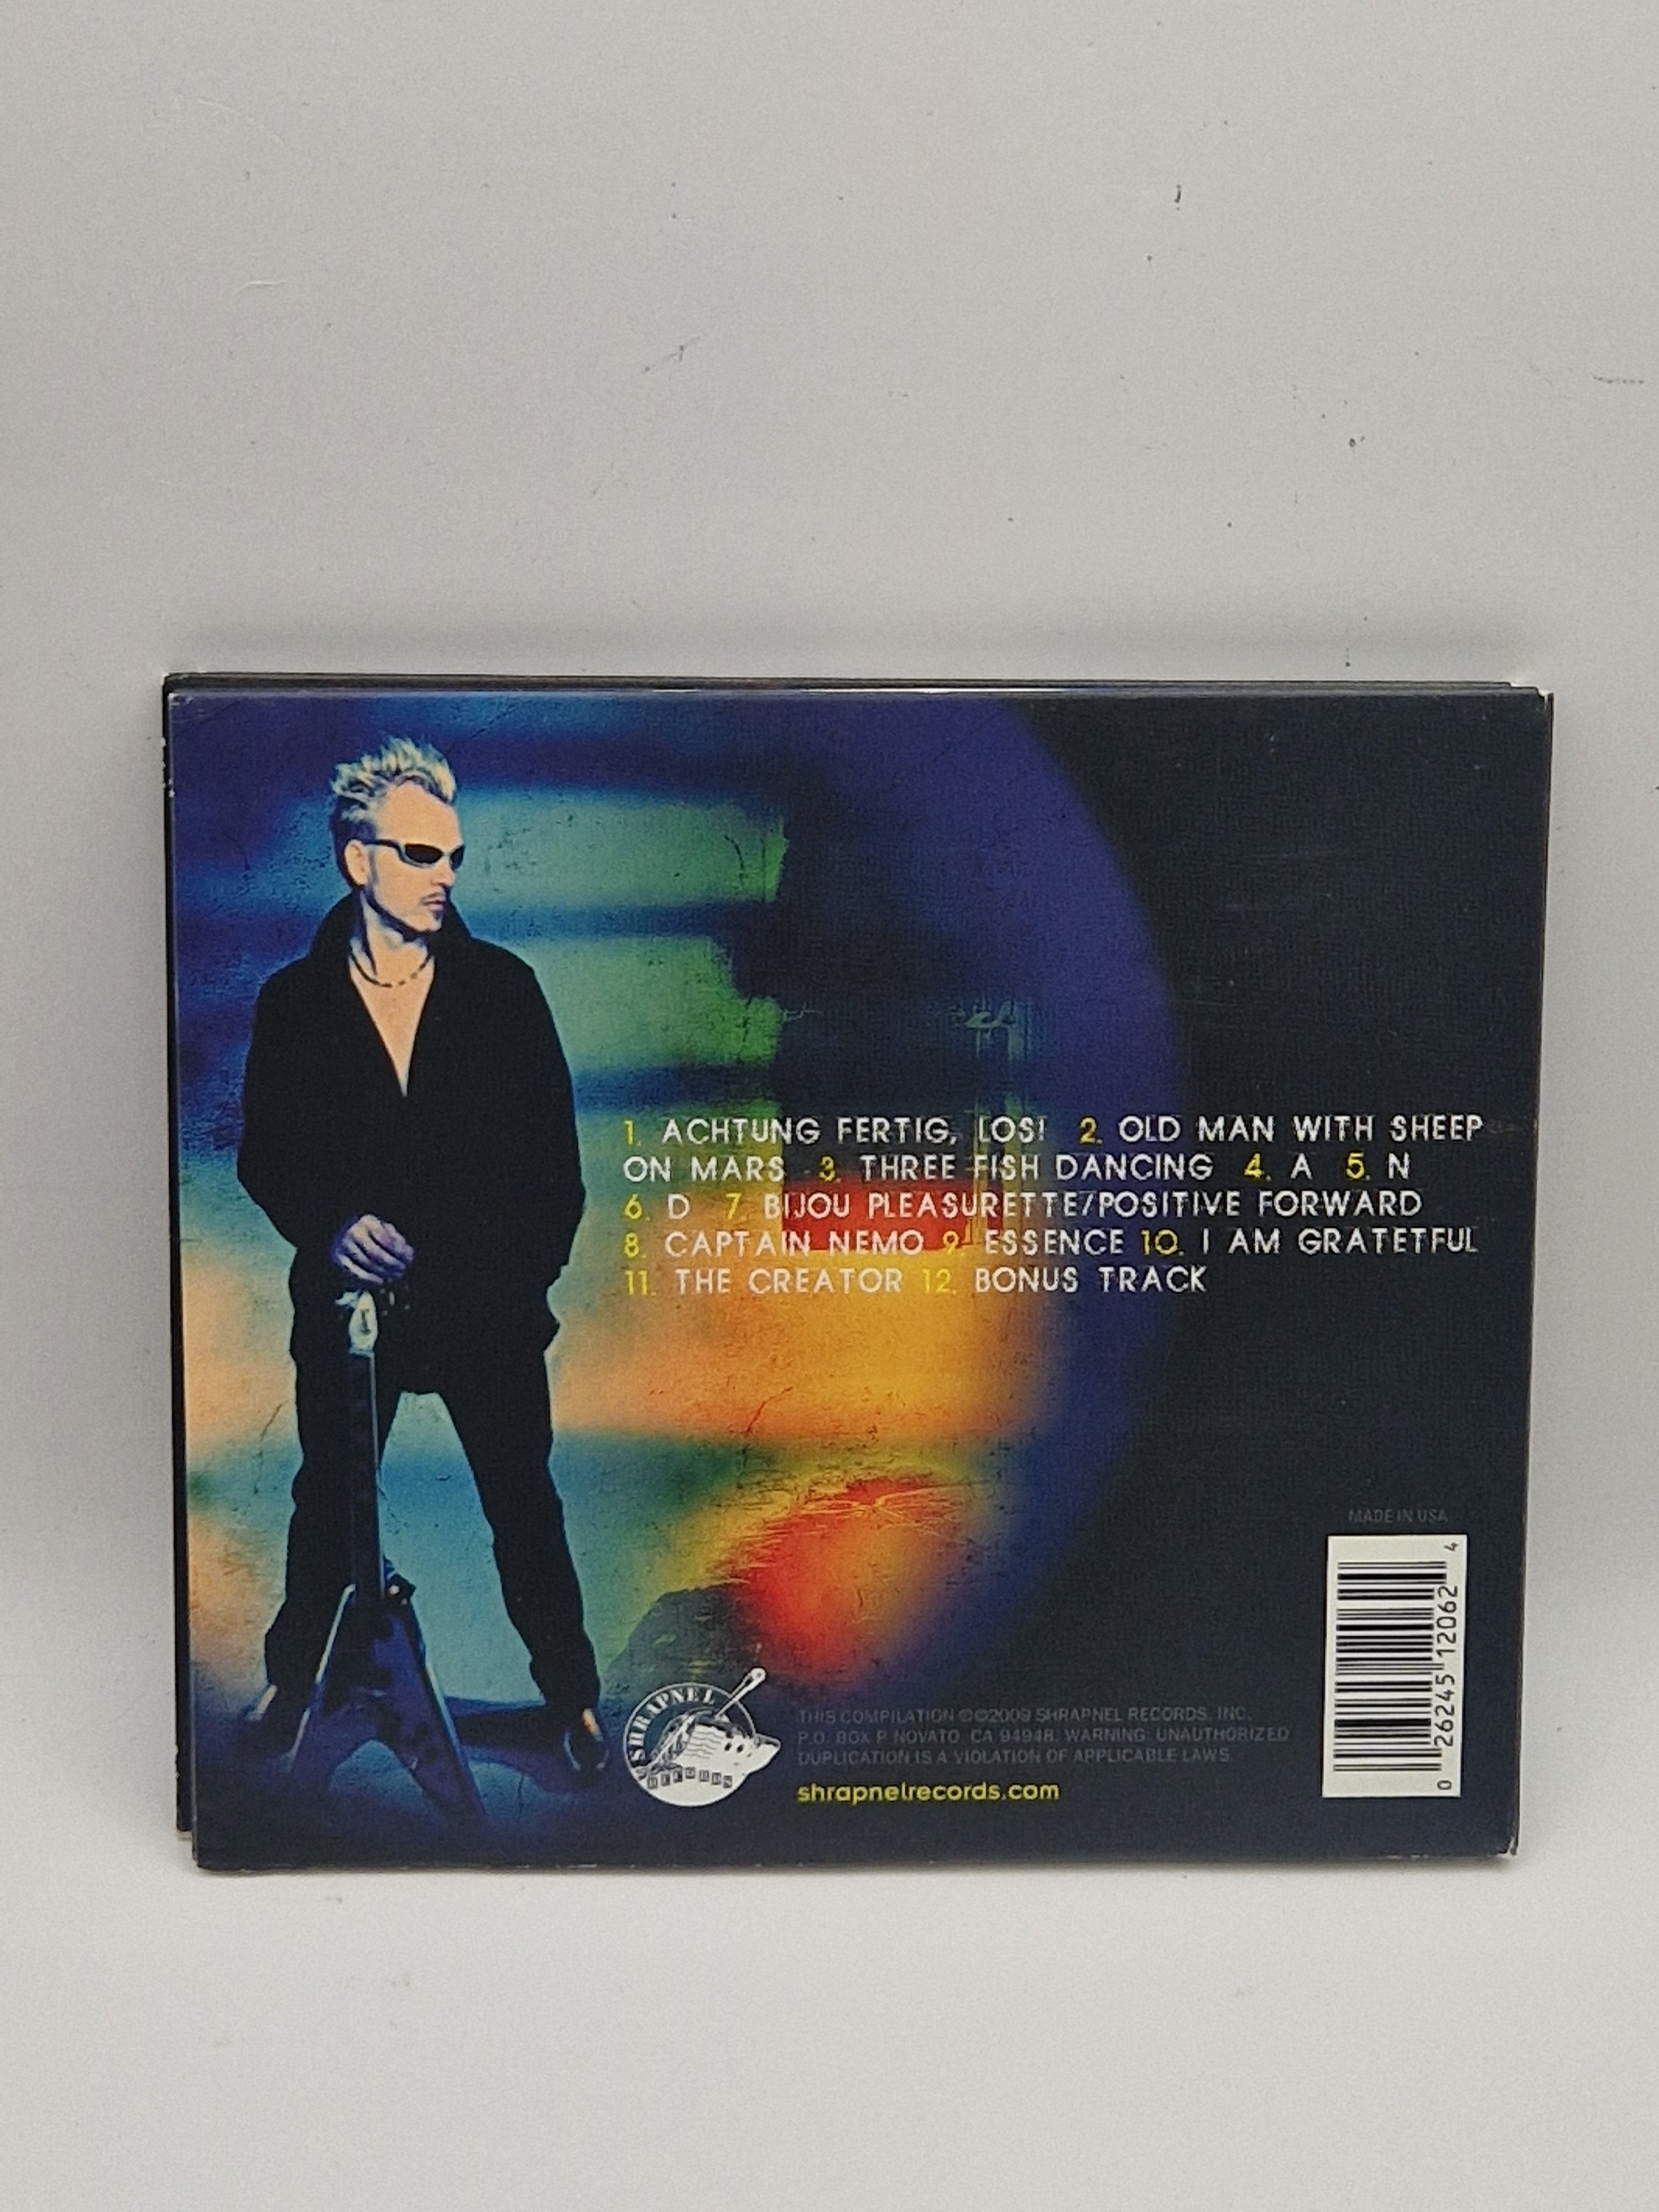 1. ACHTUNG FERTIG, LOS! 2. OLD MAN WITH SHEEP
ON MARS 3. THREE FISH DANCING 4. A 5. N
6. D 7. BIJOU PLEASURETTE/POSITIVE FORWARD
8. CAPTAIN NEMO 9. ESSENCE 10. I AM GRATETFUL
11. THE CREATOR 12. BONUS TRACK
MADE IN USA
0 26245 12062 4
SHRAPNEL
RECORDS
THIS COMPILATION ℗©2009 SHRAPNEL RECORDS, INC.
P.O. BOX P NOVATO, CA 94948. WARNING: UNAUTHORIZED
DUPLICATION IS A VIOLATION OF APPLICABLE LAWS.
shrapnelrecords.com